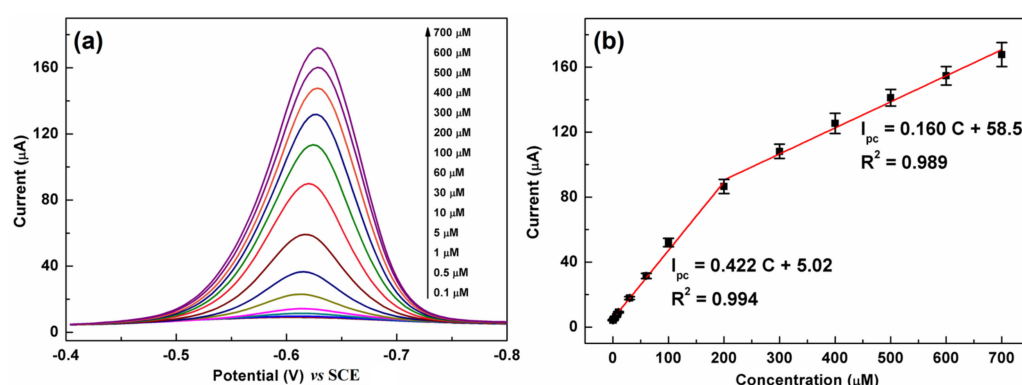 (a)
700 μM
600 μM
500 μM
400 μM
300 μM
200 μM
100 μM
60 μM
30 μM
10 μM
5 μM
1 μM
0.5 μM
0.1 μM
Current (μA)
160
120
80
40
0
-0.4
-0.5
-0.6
-0.7
-0.8
Potential (V) vs SCE
(b)
Current (μA)
160
120
80
40
0
Ipc = 0.160 C + 58.5
R² = 0.989
Ipc = 0.422 C + 5.02
R² = 0.994
0
100
200
300
400
500
600
700
Concentration (μM)